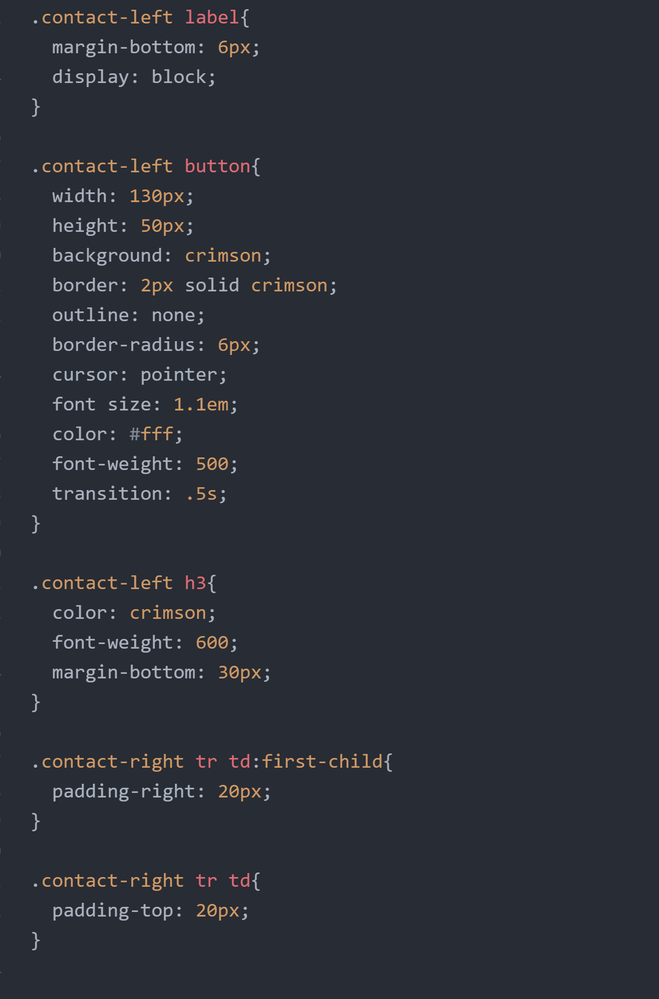 .contact-left label{
  margin-bottom: 6px;
  display: block;
}

.contact-left button{
  width: 130px;
  height: 50px;
  background: crimson;
  border: 2px solid crimson;
  outline: none;
  border-radius: 6px;
  cursor: pointer;
  font size: 1.1em;
  color: #fff;
  font-weight: 500;
  transition: .5s;
}

.contact-left h3{
  color: crimson;
  font-weight: 600;
  margin-bottom: 30px;
}

.contact-right tr td:first-child{
  padding-right: 20px;
}

.contact-right tr td{
  padding-top: 20px;
}